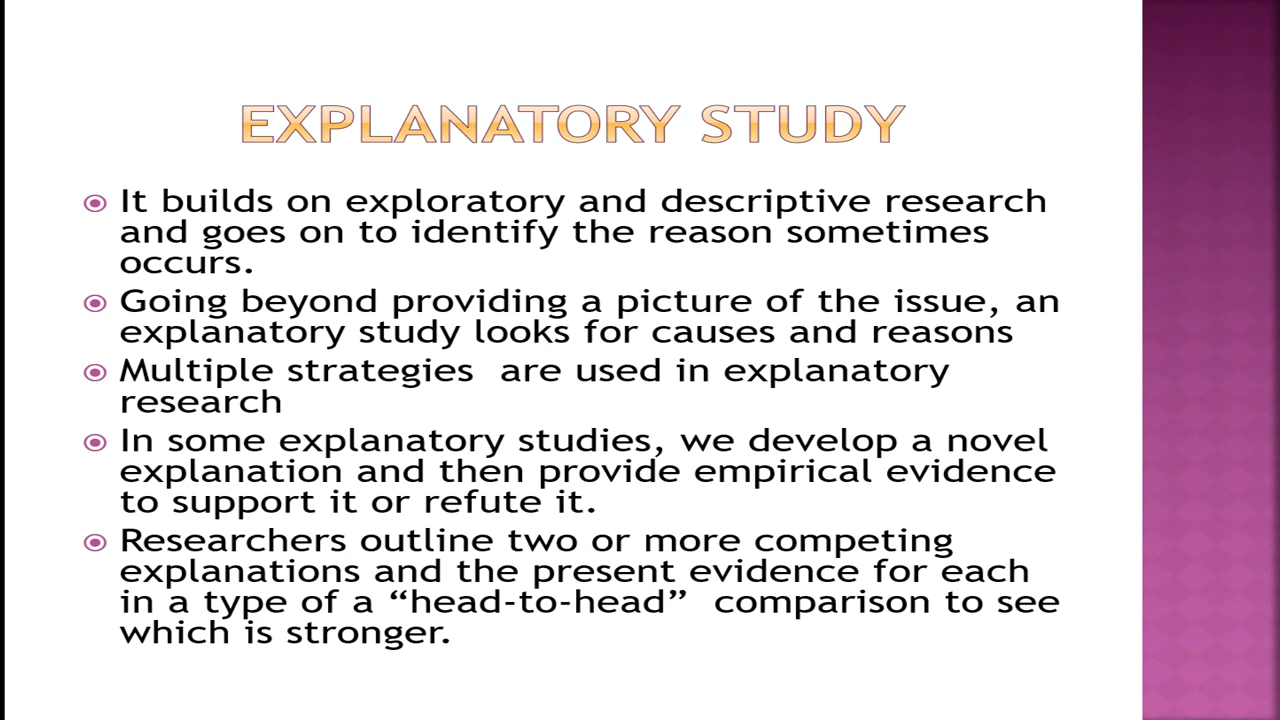 EXPLANATORY STUDY
It builds on exploratory and descriptive research
and goes on to identify the reason sometimes
occurs.
Going beyond providing a picture of the issue, an
explanatory study looks for causes and reasons
Multiple strategies  are used in explanatory
research
In some explanatory studies, we develop a novel
explanation and then provide empirical evidence
to support it or refute it.
Researchers outline two or more competing
explanations and the present evidence for each
in a type of a “head-to-head”  comparison to see
which is stronger.